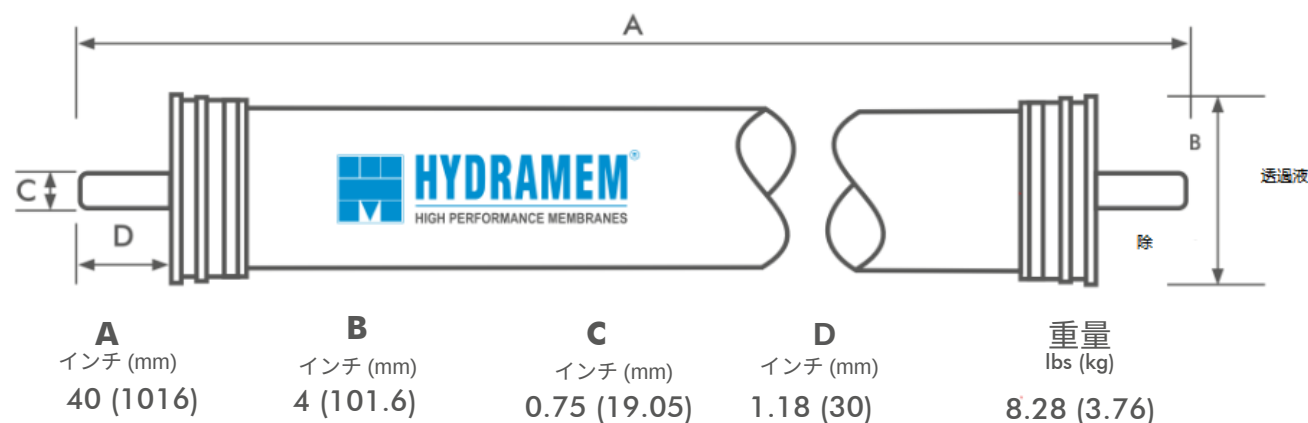 A
HYDRAMEM®
HIGH PERFORMANCE MEMBRANES
B
C
D
透過液
除
A
インチ (mm)
40 (1016)
B
インチ (mm)
4 (101.6)
C
インチ (mm)
0.75 (19.05)
D
インチ (mm)
1.18 (30)
重量
lbs (kg)
8.28 (3.76)